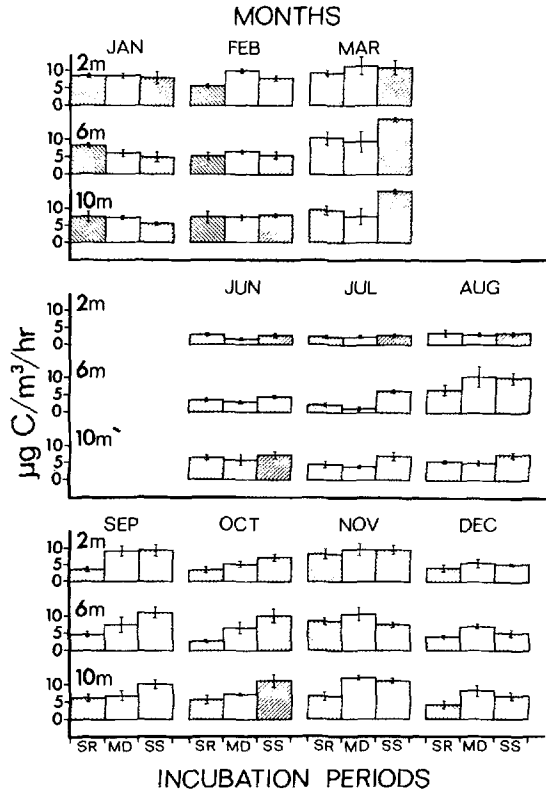 MONTHS
JAN FEB MAR
2m
10
5
0
6m
10
5
0
10m
10
5
0
JUN JUL AUG
2m
10
5
0
6m
10
5
0
10m
10
5
0
µg C/m³/hr
SEP OCT NOV DEC
2m
10
5
0
6m
10
5
0
10m
10
5
0
SR MD SS SR MD SS SR MD SS SR MD SS
INCUBATION PERIODS